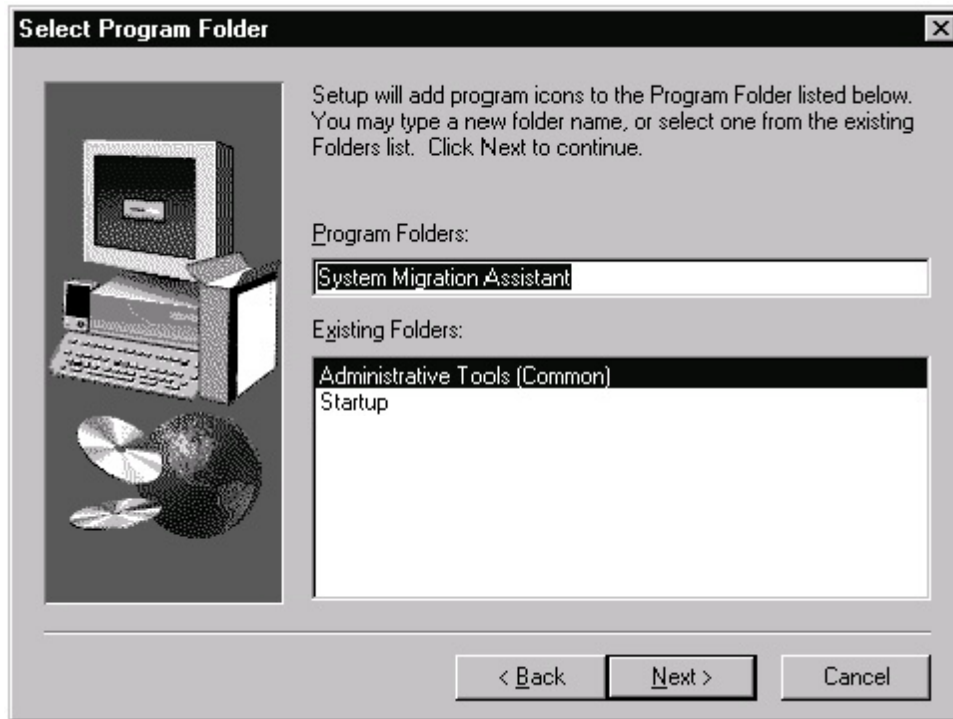 Select Program Folder
Setup will add program icons to the Program Folder listed below.
You may type a new folder name, or select one from the existing
Folders list. Click Next to continue.
Program Folders:
System Migration Assistant
Existing Folders:
Administrative Tools (Common)
Startup
< Back
Next >
Cancel